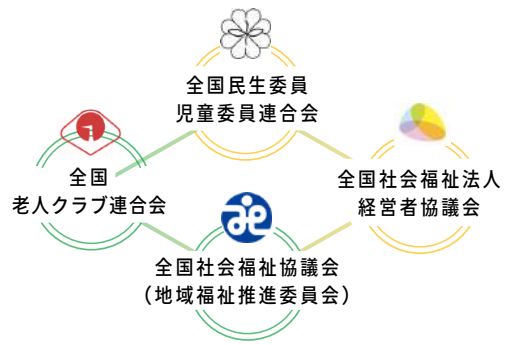 全国民生委員
児童委員連合会
全国
老人クラブ連合会
全国社会福祉法人
経営者協議会
全国社会福祉協議会
（地域福祉推進委員会）